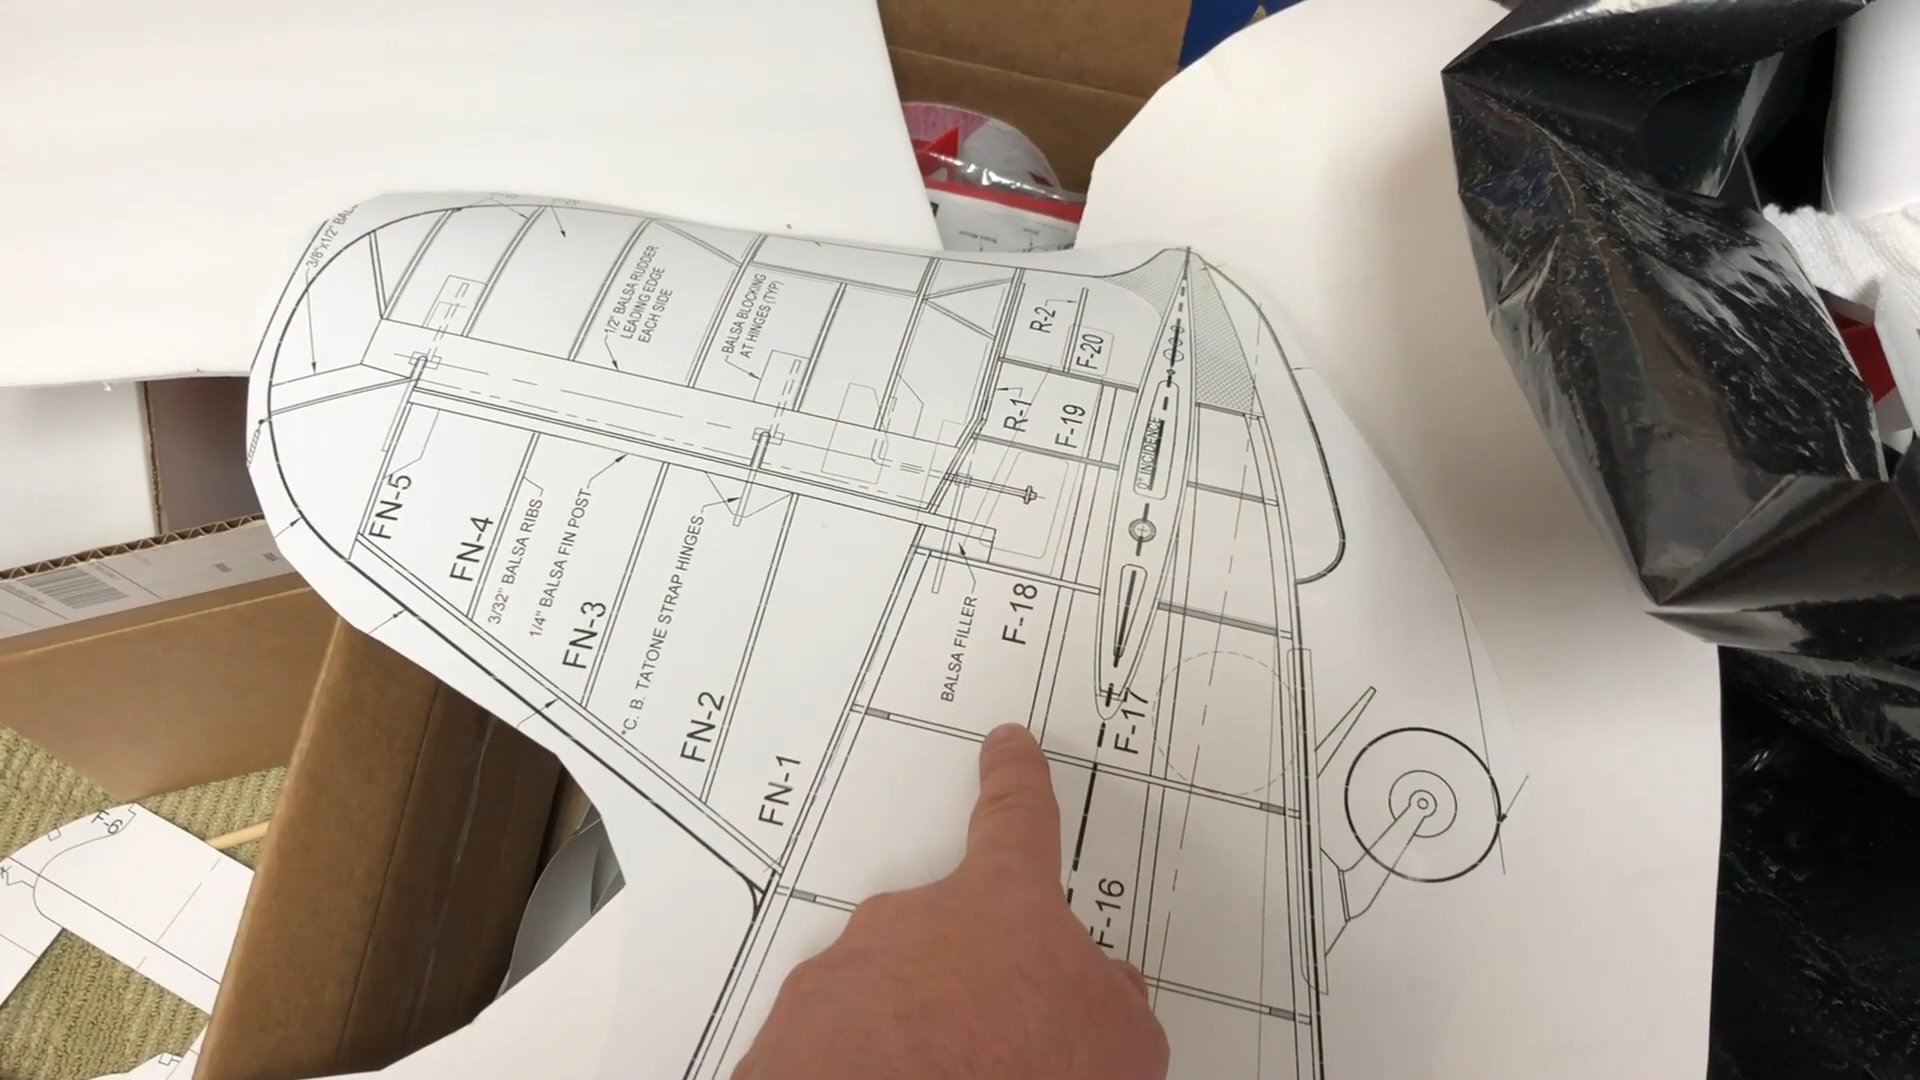 3/8"x1/2" BAL
1/2" BALSA RUDDER
LEADING EDGE
EACH SIDE
BALSA BLOCKING
AT HINGES (TYP)
R-2
F-20
R-1
F-19
0° INCIDENCE
FN-5
FN-4
3/32" BALSA RIBS
1/4" BALSA FIN POST
FN-3
*C. B. TATONE STRAP HINGES
FN-2
FN-1
BALSA FILLER
F-18
F-17
F-16
F-6